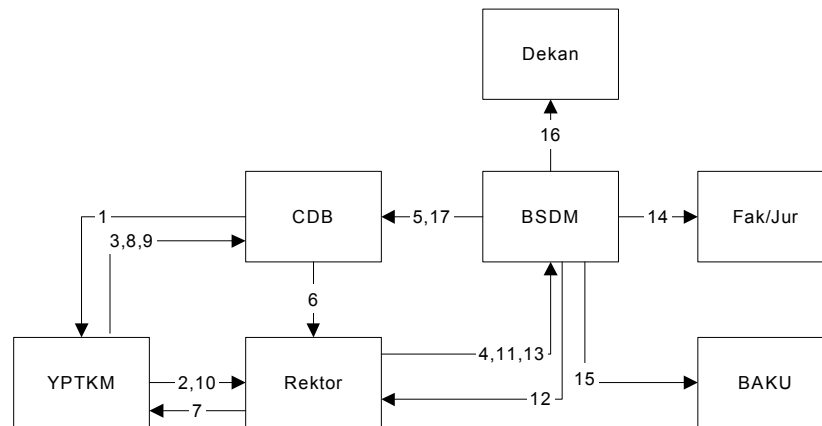 Dekan
16
CDB
BSDM
Fak/Jur
1
5,17
14
3,8,9
6
YPTKM
2,10
Rektor
4,11,13
15
BAKU
7
12